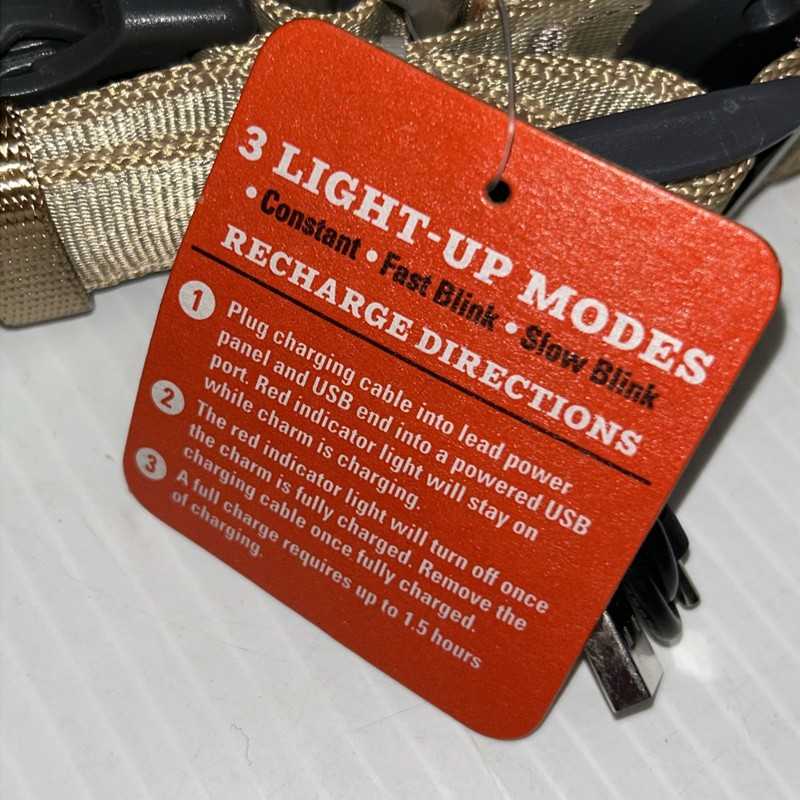 3 LIGHT-UP MODES
• Constant • Fast Blink • Slow Blink
RECHARGE DIRECTIONS
1 Plug charging cable into lead power
panel and USB end into a powered USB
port. Red indicator light will stay on
while charm is charging.
2 The red indicator light will turn off once
the charm is fully charged. Remove the
charging cable once fully charged.
3 A full charge requires up to 1.5 hours
of charging.